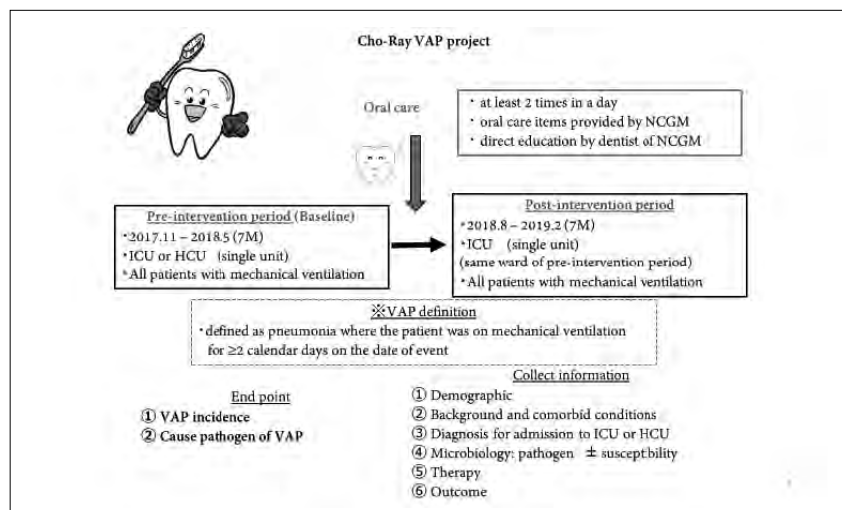 Cho-Ray VAP project
Oral care
・at least 2 times in a day
・oral care items provided by NCGM
・direct education by dentist of NCGM
Pre-intervention period (Baseline)
・2017.11 – 2018.5 (7M)
・ICU or HCU (single unit)
・All patients with mechanical ventilation
Post-intervention period
・2018.8 – 2019.2 (7M)
・ICU (single unit)
(same ward of pre-intervention period)
・All patients with mechanical ventilation
※VAP definition
・defined as pneumonia where the patient was on mechanical ventilation
for ≥2 calendar days on the date of event
End point
① VAP incidence
② Cause pathogen of VAP
Collect information
① Demographic
② Background and comorbid conditions
③ Diagnosis for admission to ICU or HCU
④ Microbiology: pathogen ± susceptibility
⑤ Therapy
⑥ Outcome